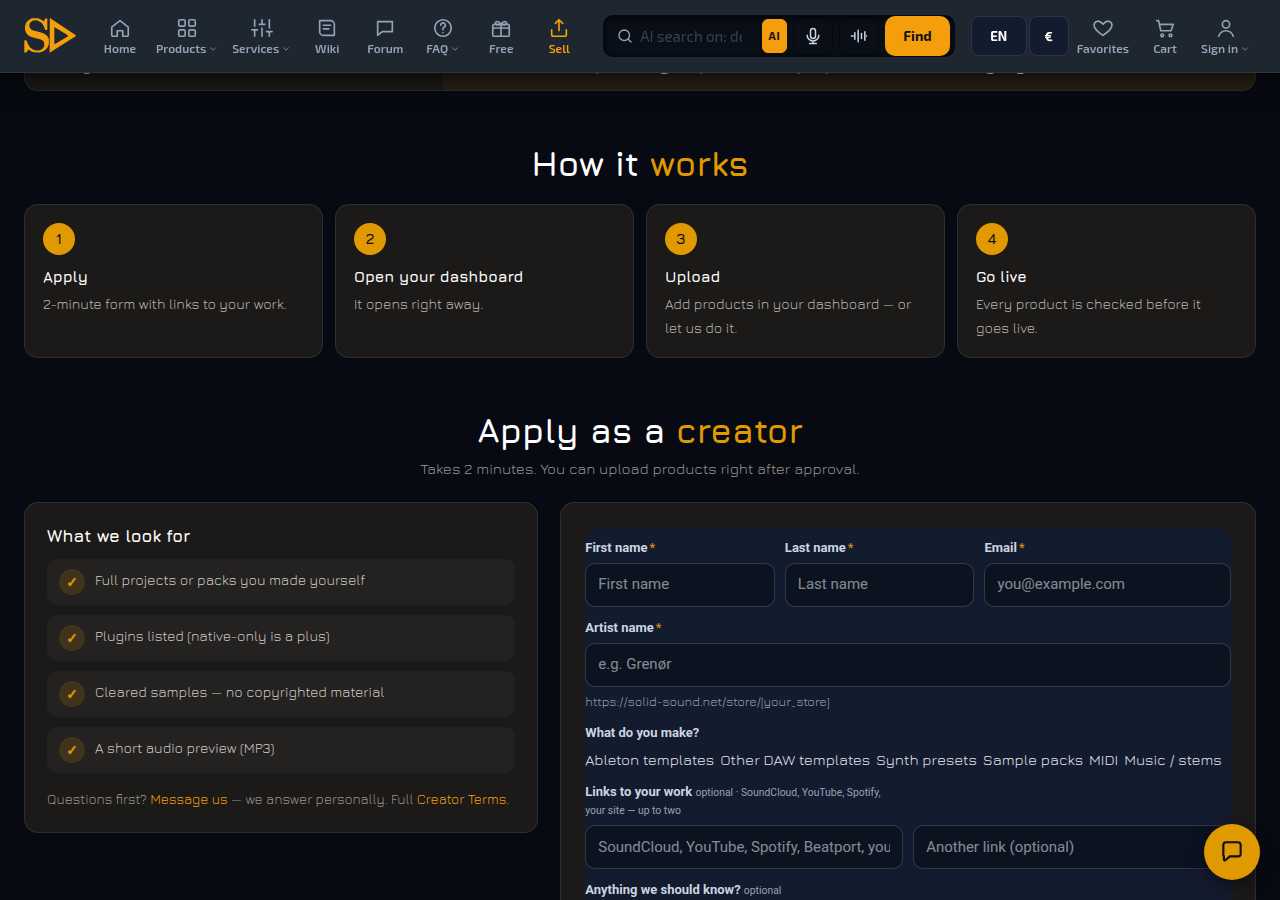 SD
Home
Products
Services
Wiki
Forum
FAQ
Free
Sell
AI search on: de
AI
Find
EN
€
Favorites
Cart
Sign in
How it works
1
2
3
4
Apply
Open your dashboard
Upload
Go live
2-minute form with links to your work.
It opens right away.
Add products in your dashboard — or
let us do it.
Every product is checked before it
goes live.
Apply as a creator
Takes 2 minutes. You can upload products right after approval.
What we look for
✓ Full projects or packs you made yourself
✓ Plugins listed (native-only is a plus)
✓ Cleared samples — no copyrighted material
✓ A short audio preview (MP3)
Questions first? Message us — we answer personally. Full Creator Terms.
First name *
Last name *
Email *
First name
Last name
you@example.com
Artist name *
e.g. Grenør
https://solid-sound.net/store/[your_store]
What do you make?
Ableton templates Other DAW templates Synth presets Sample packs MIDI Music / stems
Links to your work optional · SoundCloud, YouTube, Spotify,
your site — up to two
SoundCloud, YouTube, Spotify, Beatport, you
Another link (optional)
Anything we should know? optional